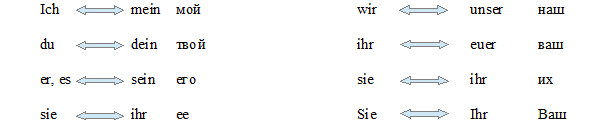 Ich mein мой wir unser наш
du dein твой ihr euer ваш
er, es sein его sie ihr их
sie ihr ее Sie Ihr Ваш